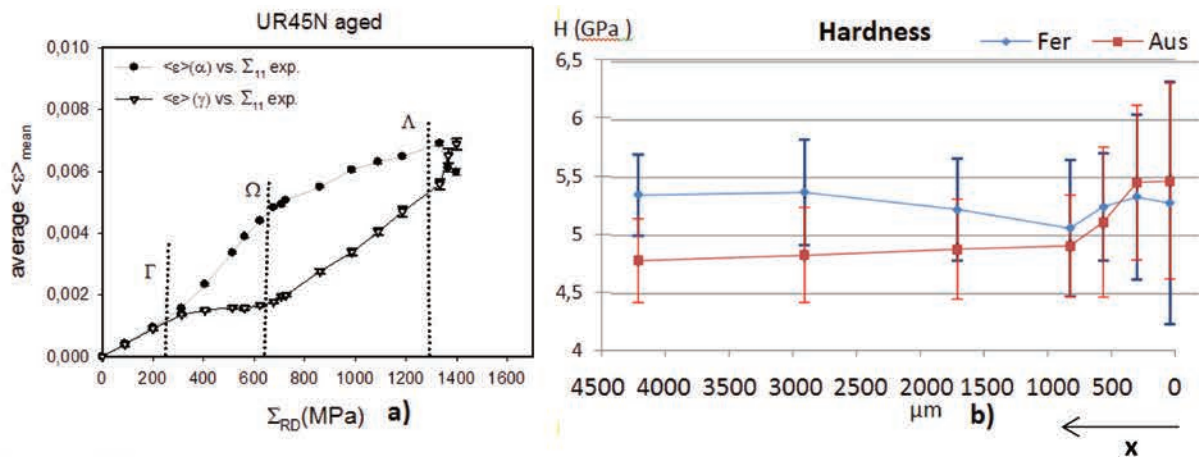 UR45N aged
0,010
0,008
0,006
0,004
0,002
0,000
average <ε>mean
<ε>(α) vs. Σ11 exp.
<ε>(γ) vs. Σ11 exp.
Γ
Ω
Λ
0 200 400 600 800 1000 1200 1400 1600
ΣRD(MPa)
a)
H (GPa )
Hardness
Fer
Aus
6,5
6
5,5
5
4,5
4
4500 4000 3500 3000 2500 2000 1500 1000 500 0
μm
b)
x